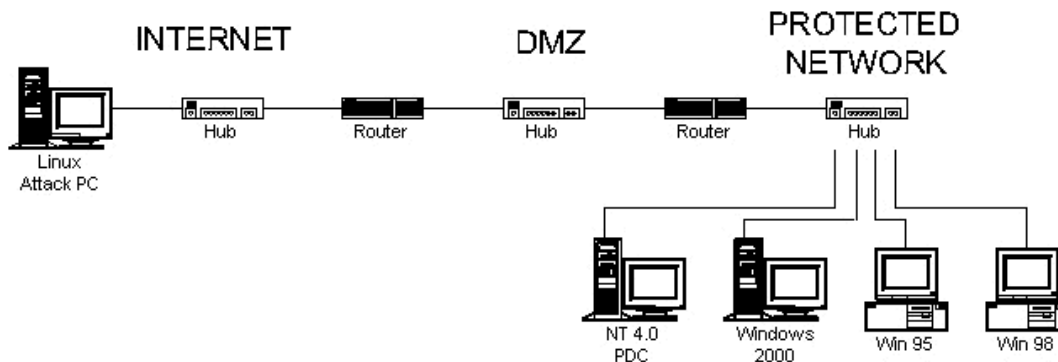 INTERNET
DMZ
PROTECTED
NETWORK
Linux
Attack PC
Hub
Router
Hub
Router
Hub
NT 4.0
PDC
Windows
2000
Win 95
Win 98